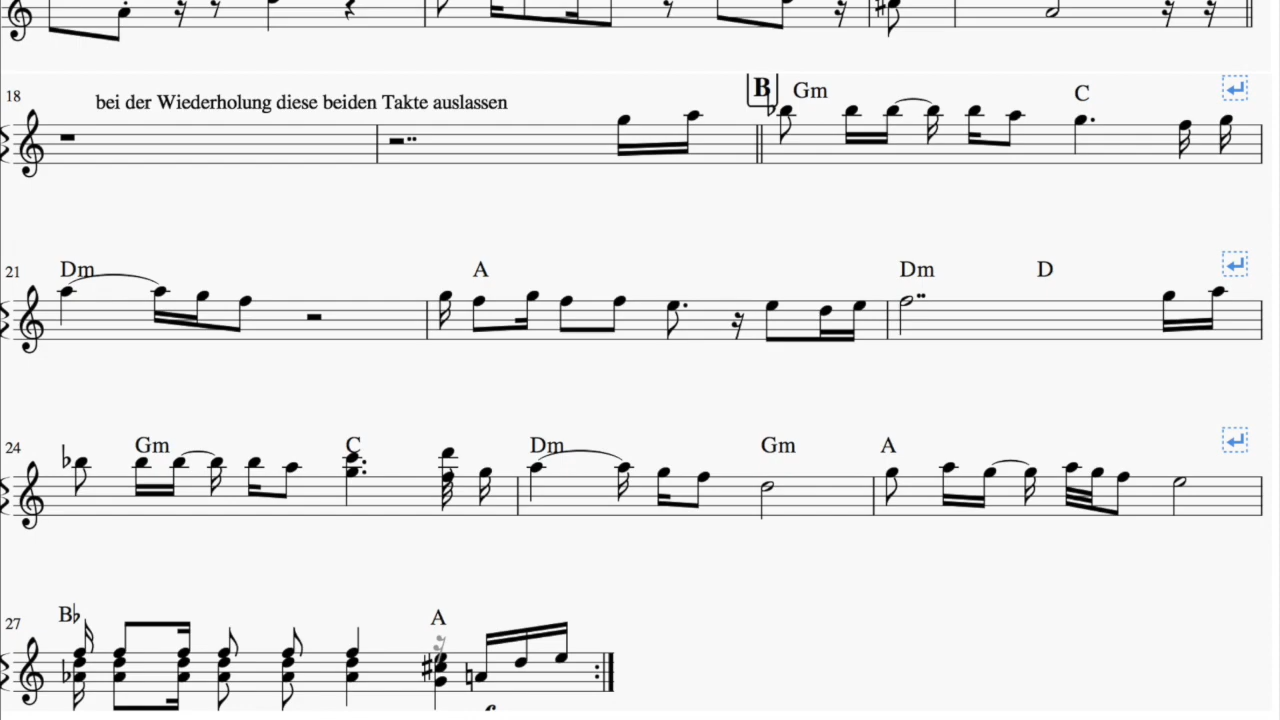 18 bei der Wiederholung diese beiden Takte auslassen
B Gm C
21 Dm A Dm D
24 Gm C Dm Gm A
27 B♭ A